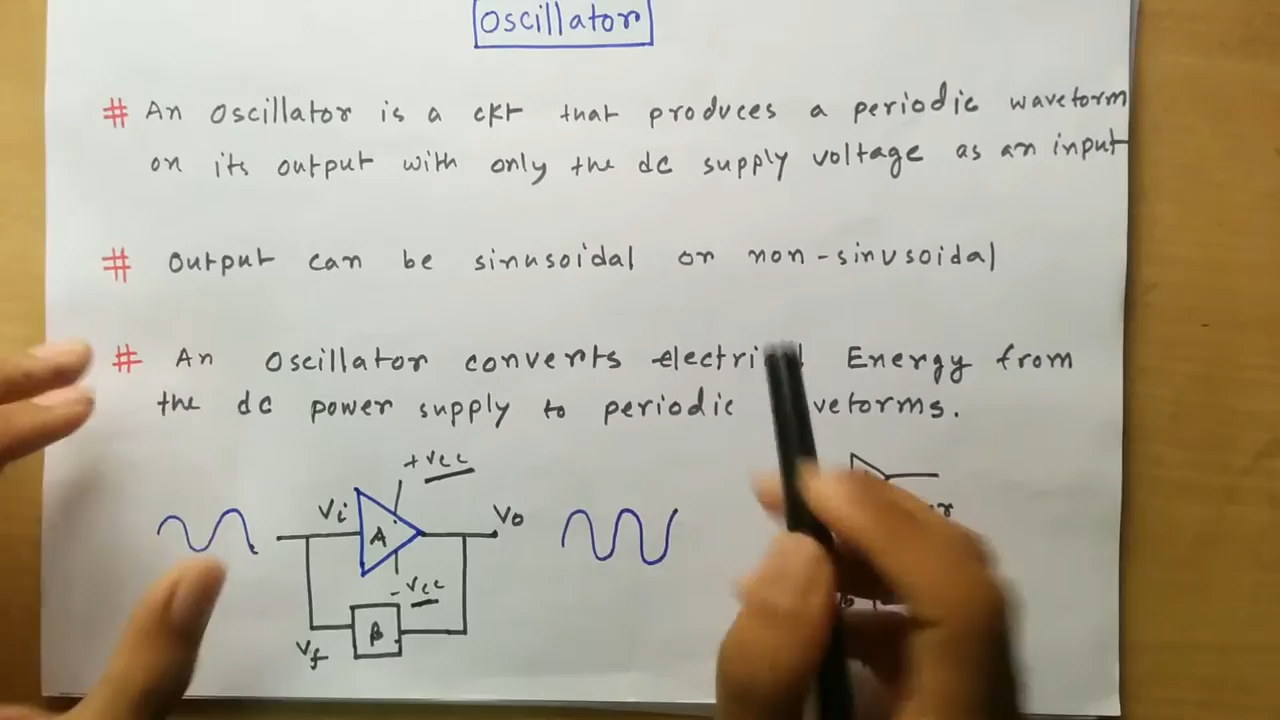 Oscillator
# An Oscillator is a ckt that produces a periodic waveform
on its output with only the dc supply voltage as an input
# Output can be sinusoidal or non-sinusoidal
# An Oscillator converts electrical Energy from
the dc power supply to periodic waveforms.
+Vcc
Vi
A
Vo
-Vcc
β
Vf